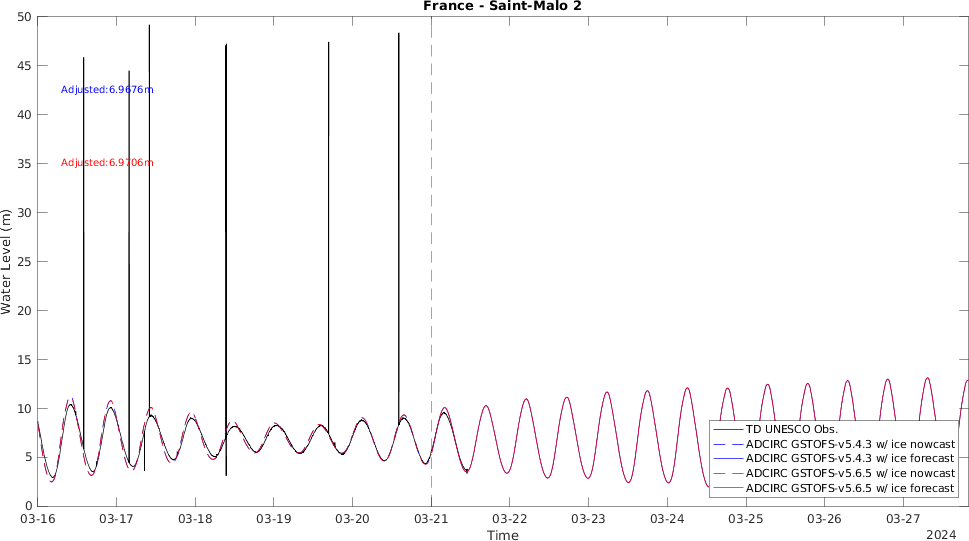 France - Saint-Malo 2
50
45
40
35
30
25
20
15
10
5
0
Water Level (m)
Adjusted:6.9676m
Adjusted:6.9706m
TD UNESCO Obs.
ADCIRC GSTOFS-v5.4.3 w/ ice nowcast
ADCIRC GSTOFS-v5.4.3 w/ ice forecast
ADCIRC GSTOFS-v5.6.5 w/ ice nowcast
ADCIRC GSTOFS-v5.6.5 w/ ice forecast
03-16 03-17 03-18 03-19 03-20 03-21 03-22 03-23 03-24 03-25 03-26 03-27
Time
2024